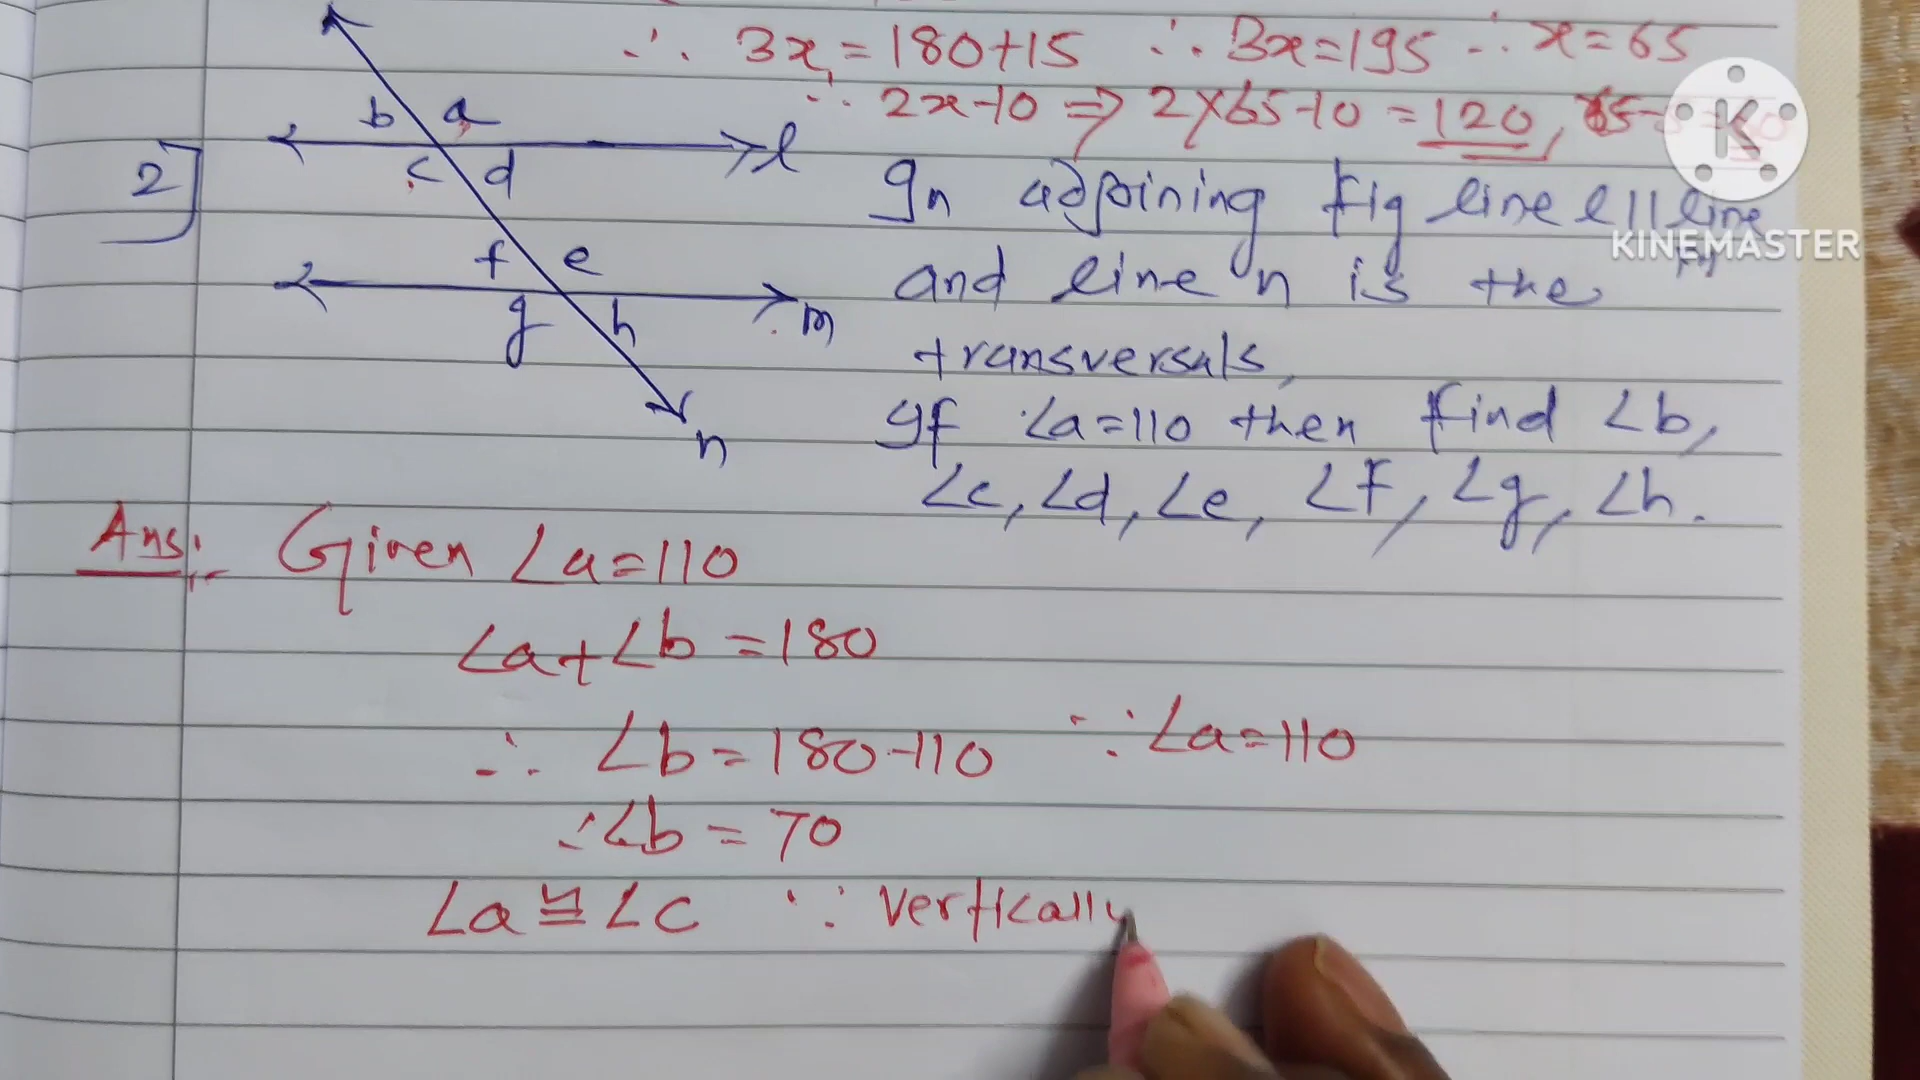 ∴ 3x = 180+15 ∴ 3x=195 ∴ x=65
∴ 2x-10 ⇒ 2×65-10 = 120,
b a
l
c d
2]
f e
m
g h
n
In adjoining fig line l || line
m
and line n is the
transversals,
If ∠a=110 then find ∠b,
∠c, ∠d, ∠e, ∠f, ∠g, ∠h.
KINEMASTER
Ans:- Given ∠a=110
∠a+∠b = 180
∴ ∠b = 180-110 ∵ ∠a=110
∴ ∠b = 70
∠a ≅ ∠c ∵ vertically